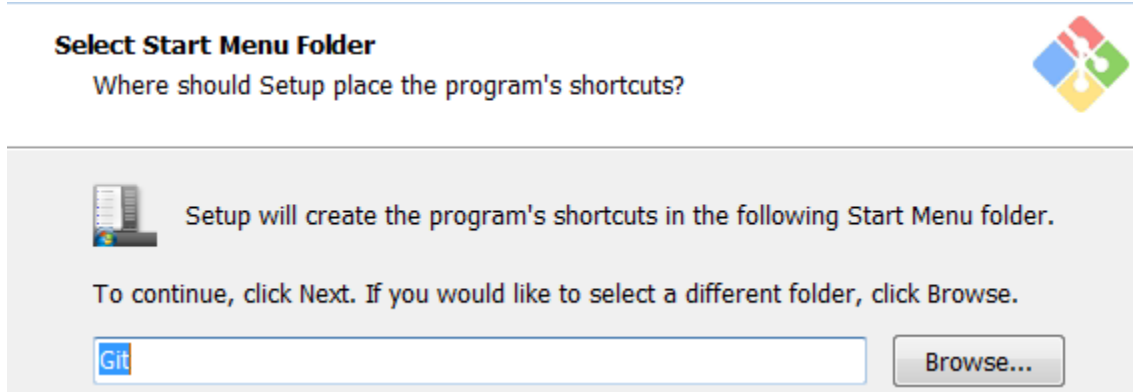 Select Start Menu Folder
Where should Setup place the program's shortcuts?
Setup will create the program's shortcuts in the following Start Menu folder.
To continue, click Next. If you would like to select a different folder, click Browse.
Git
Browse...